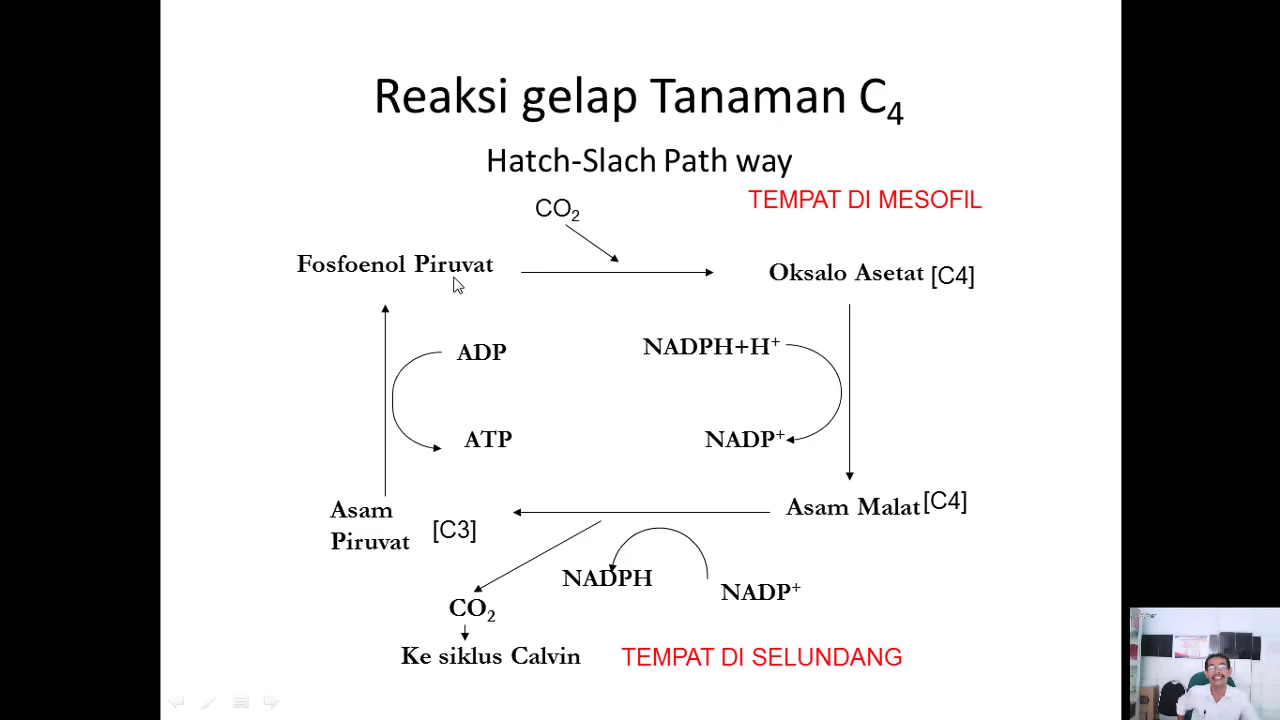 Reaksi gelap Tanaman C₄
Hatch-Slach Path way
TEMPAT DI MESOFIL
CO₂
Fosfoenol Piruvat
Oksalo Asetat [C4]
ADP
NADPH+H⁺
ATP
NADP⁺
Asam Malat [C4]
Asam
Piruvat
[C3]
NADPH
NADP⁺
CO₂
Ke siklus Calvin
TEMPAT DI SELUNDANG